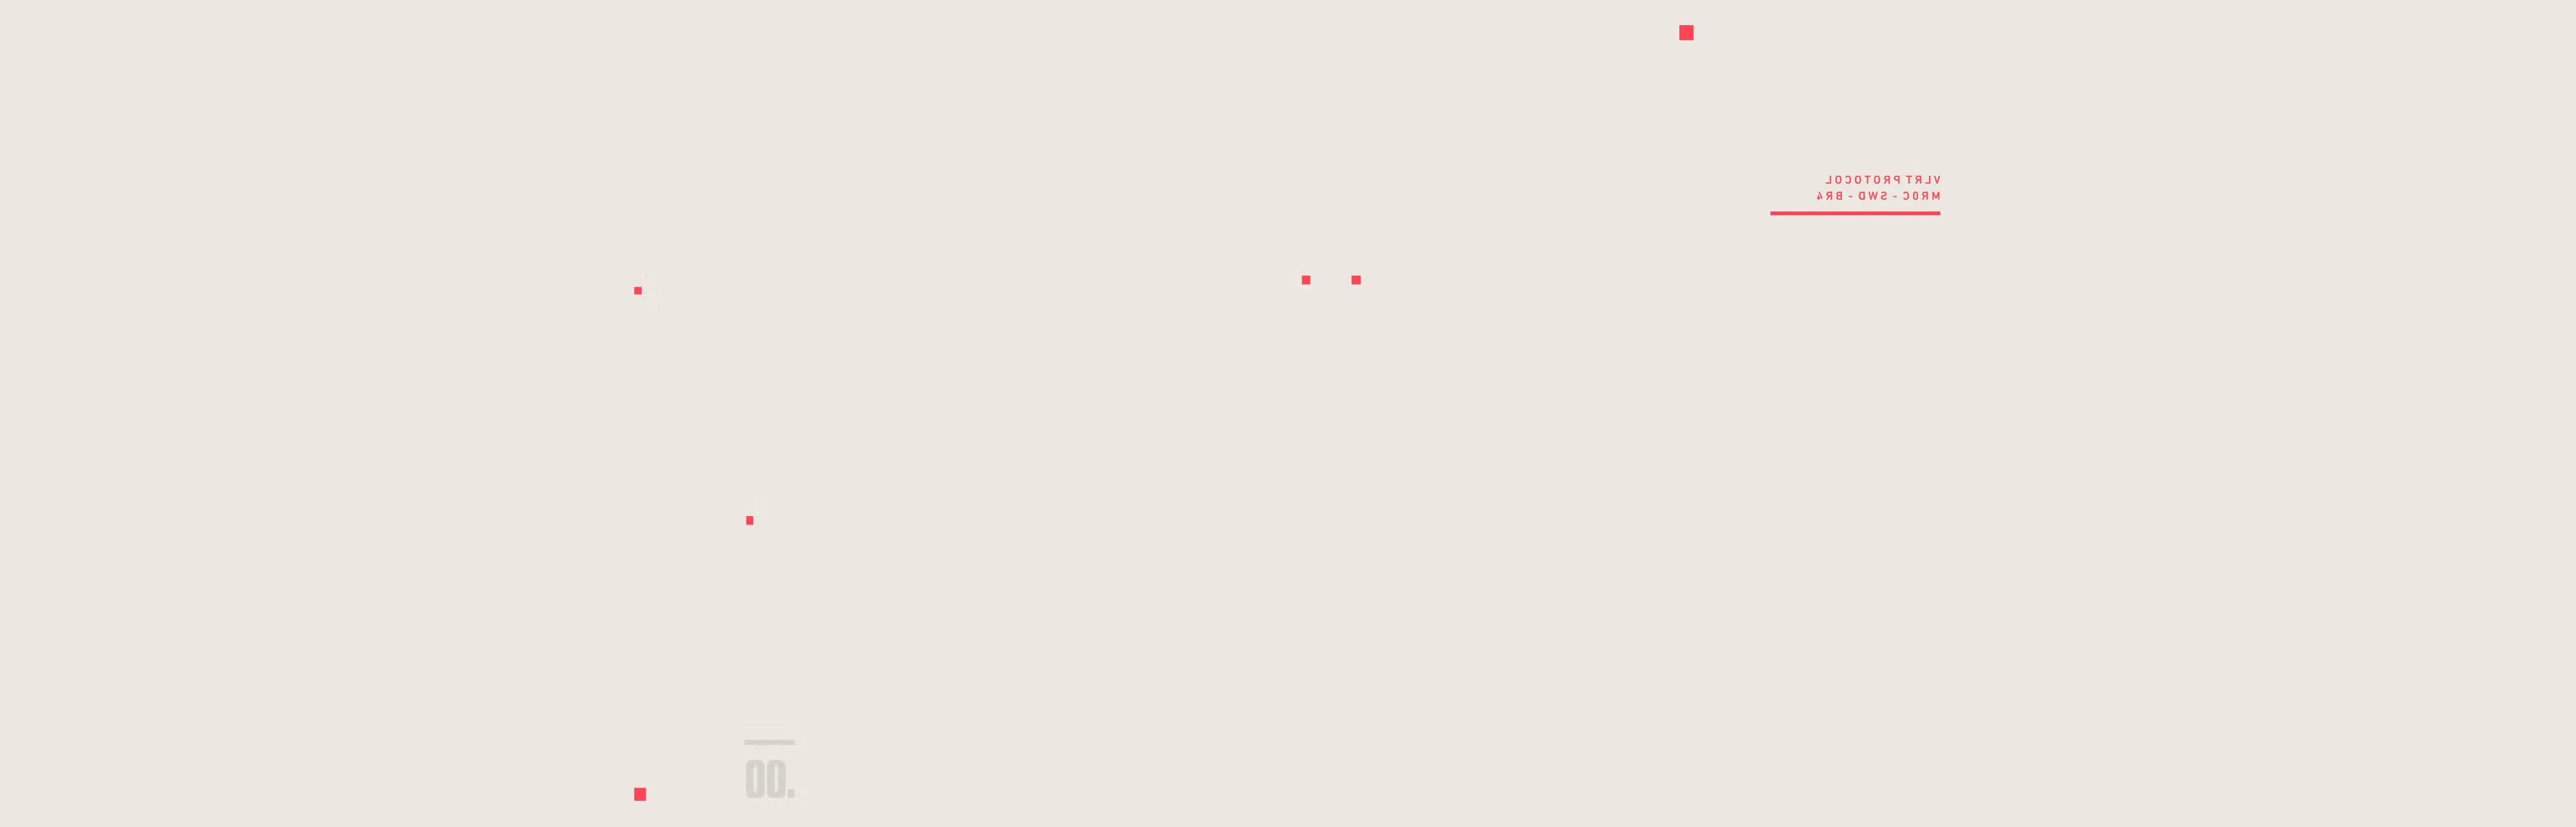 VLRT PROTOCOL
MR0C - SWD - BR4
00.